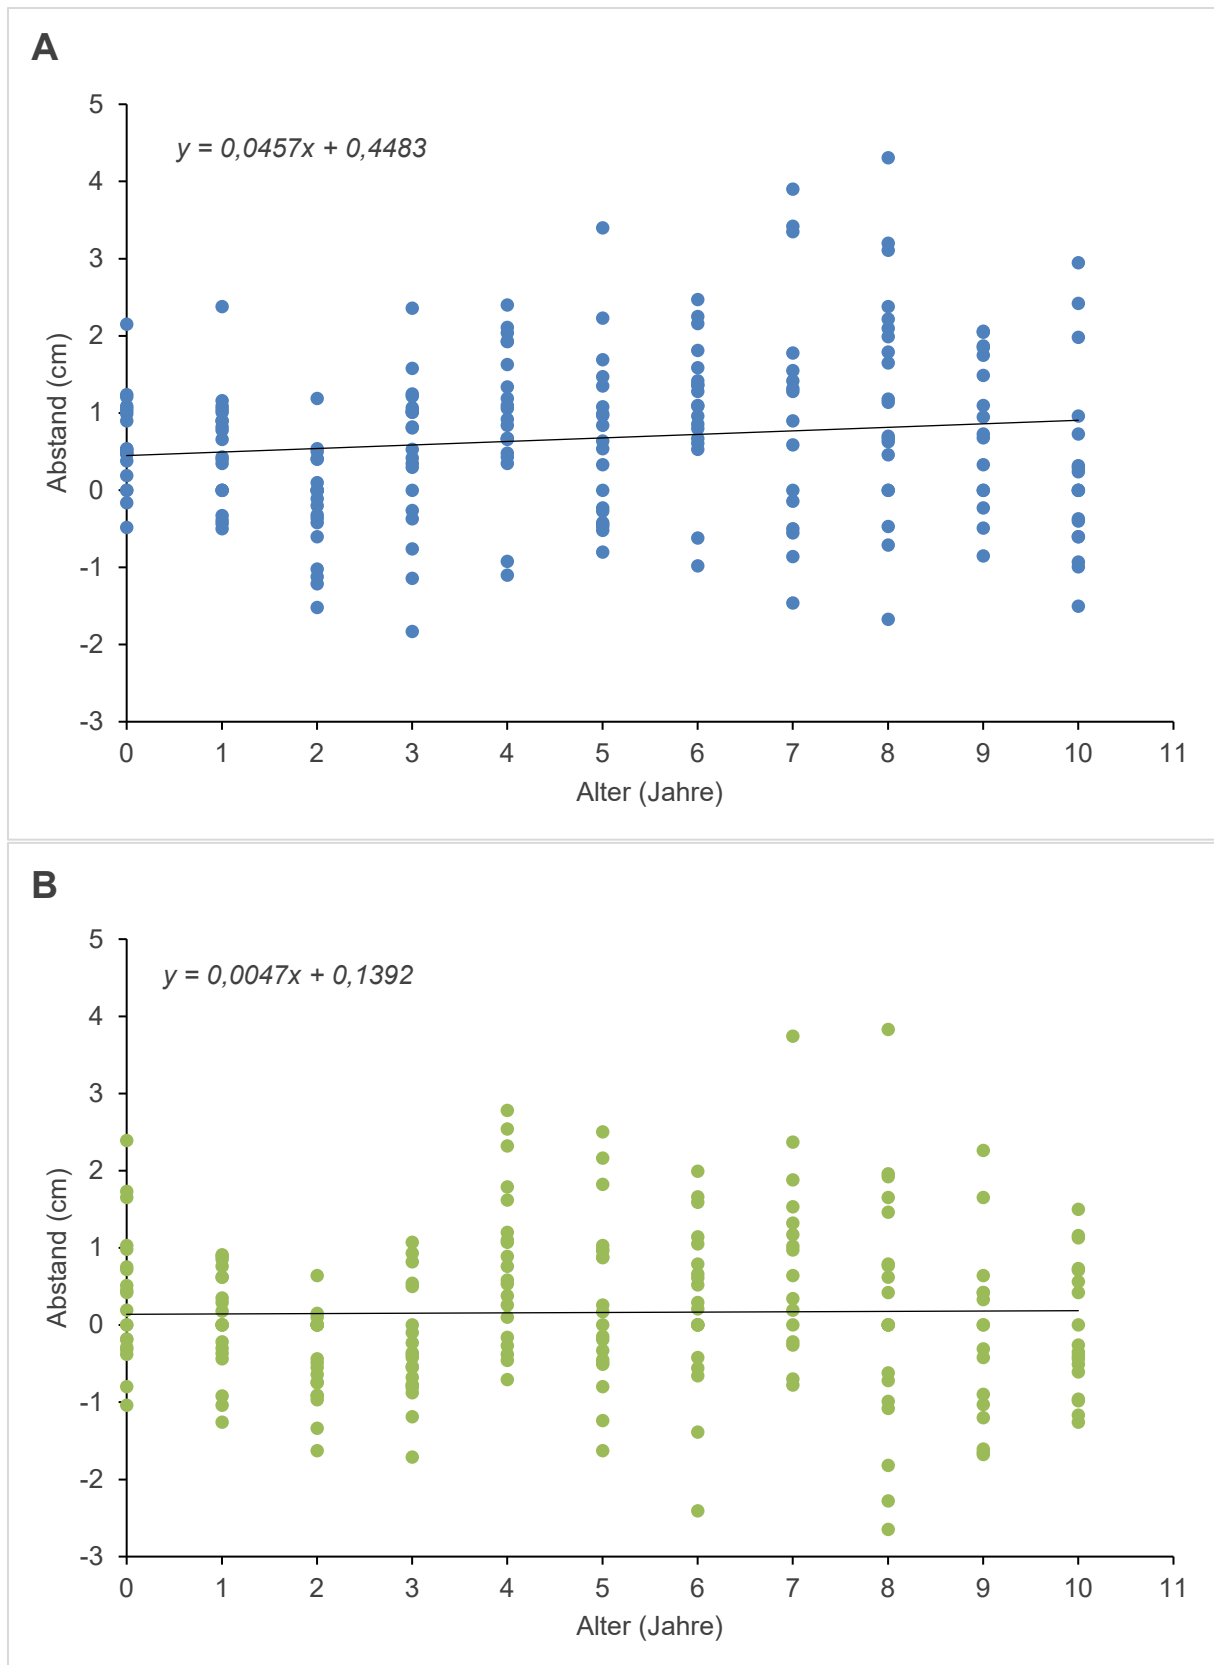 A
y = 0,0457x + 0,4483
5
4
3
2
1
0
-1
-2
-3
Abstand (cm)
0 1 2 3 4 5 6 7 8 9 10 11
Alter (Jahre)
B
y = 0,0047x + 0,1392
5
4
3
2
1
0
-1
-2
-3
Abstand (cm)
0 1 2 3 4 5 6 7 8 9 10 11
Alter (Jahre)